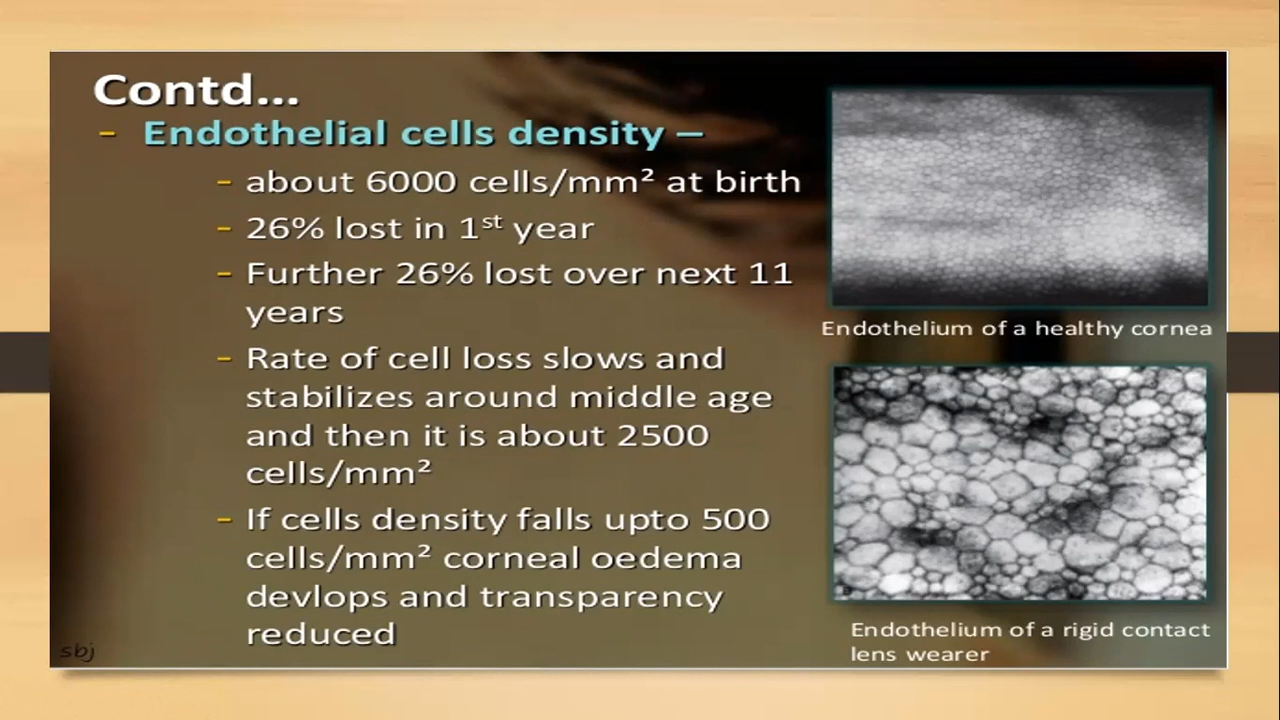 Contd...
- Endothelial cells density –
- about 6000 cells/mm² at birth
- 26% lost in 1st year
- Further 26% lost over next 11
years
- Rate of cell loss slows and
stabilizes around middle age
and then it is about 2500
cells/mm²
- If cells density falls upto 500
cells/mm² corneal oedema
devlops and transparency
reduced
Endothelium of a healthy cornea
Endothelium of a rigid contact
lens wearer
sbj